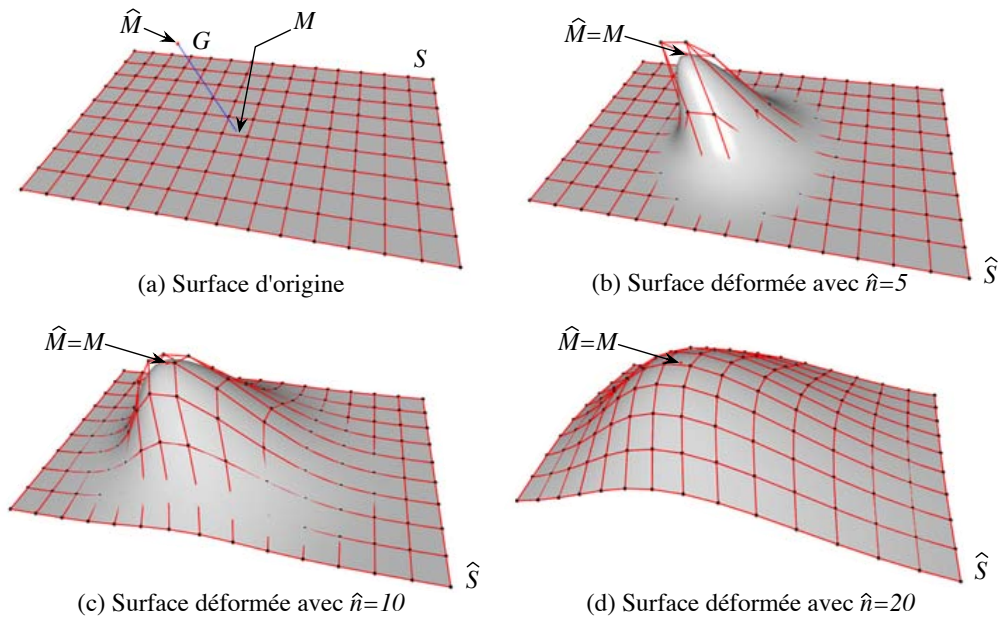 M̂ G M S
(a) Surface d'origine
M̂=M
Ŝ
(b) Surface déformée avec n̂=5
M̂=M
Ŝ
(c) Surface déformée avec n̂=10
M̂=M
Ŝ
(d) Surface déformée avec n̂=20